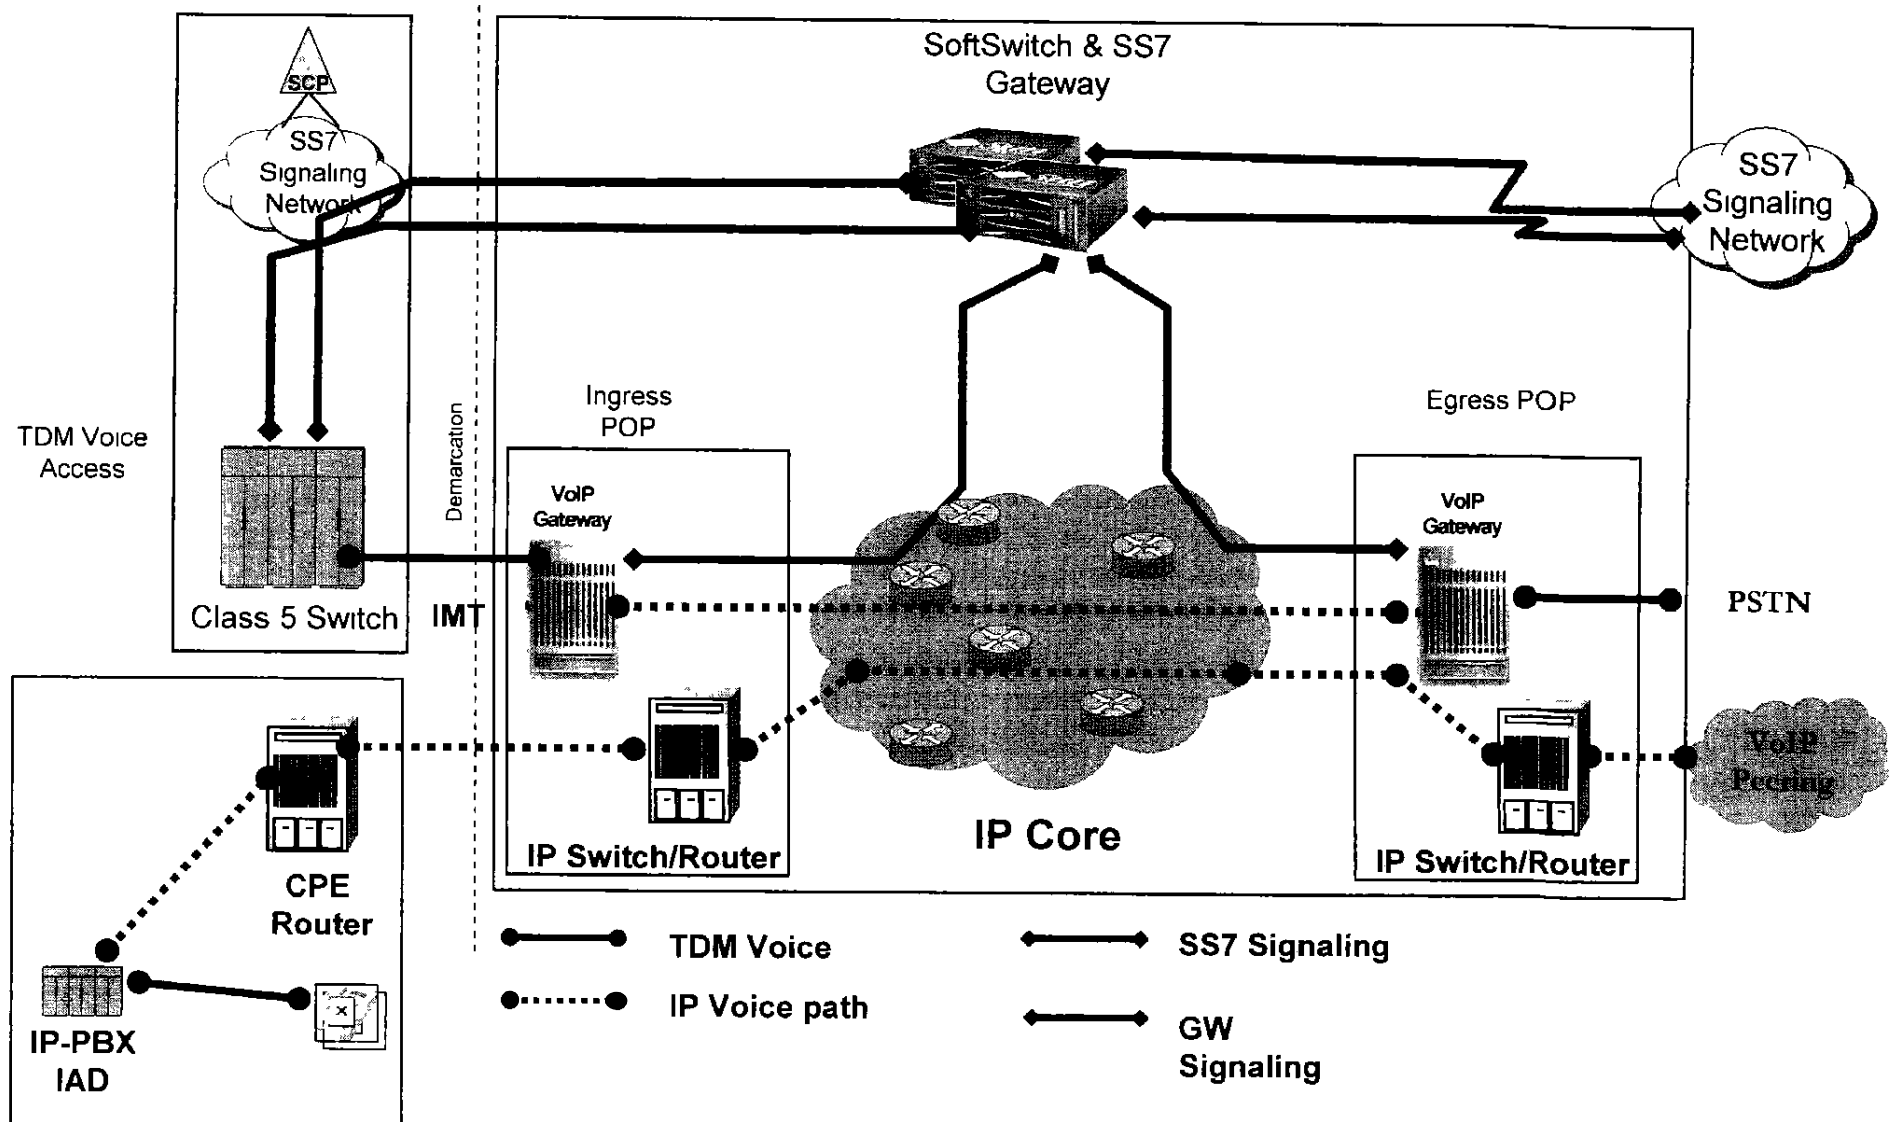 SoftSwitch & SS7
Gateway
SCP
SS7
Signaling
Network
SS7
Signaling
Network
TDM Voice
Access
Demarcation
Ingress
POP
Egress POP
VoIP
Gateway
VoIP
Gateway
Class 5 Switch
IMT
PSTN
VoIP
Peering
IP Core
IP Switch/Router
IP Switch/Router
CPE
Router
IP-PBX
IAD
TDM Voice
IP Voice path
SS7 Signaling
GW
Signaling
x